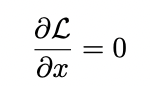 ∂ℒ/∂x = 0